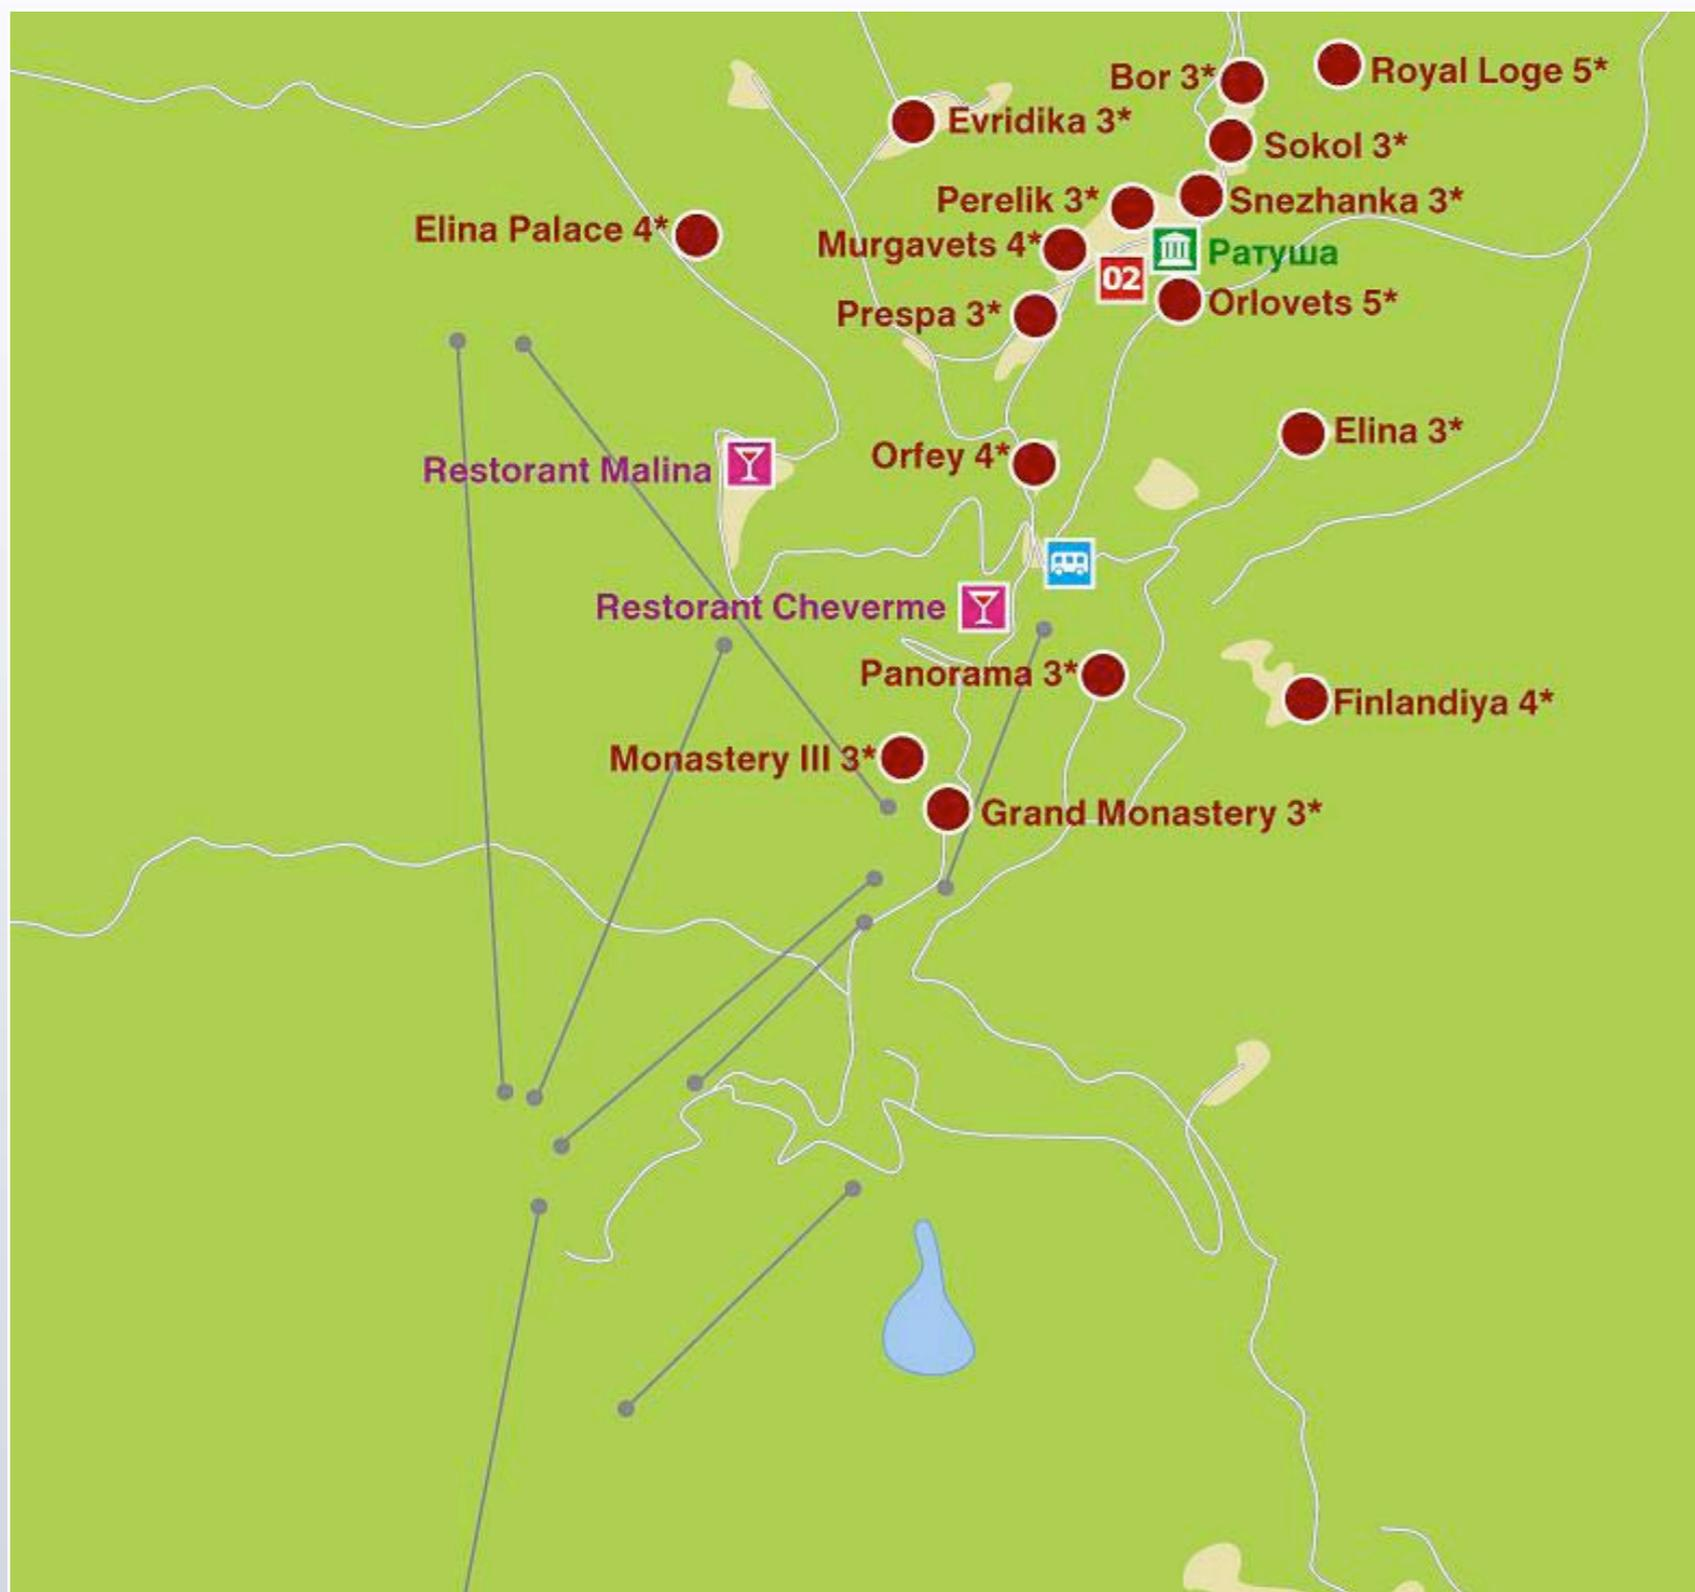 Royal Loge 5*
Bor 3*
Evridika 3*
Sokol 3*
Perelik 3*
Snezhanka 3*
Elina Palace 4*
Murgavets 4*
Ратуша
02
Prespa 3*
Orlovets 5*
Elina 3*
Orfey 4*
Restorant Malina
Restorant Cheverme
Panorama 3*
Finlandiya 4*
Monastery III 3*
Grand Monastery 3*